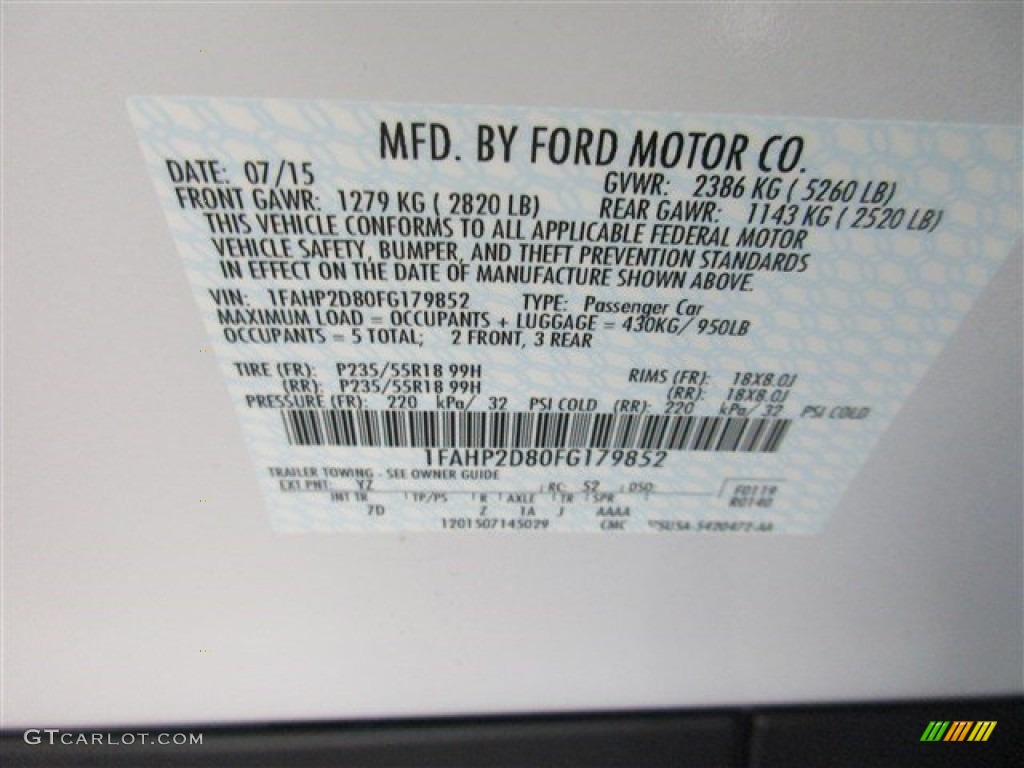 MFD. BY FORD MOTOR CO.
DATE: 07/15 GVWR: 2386 KG ( 5260 LB)
FRONT GAWR: 1279 KG ( 2820 LB) REAR GAWR: 1143 KG ( 2520 LB)
THIS VEHICLE CONFORMS TO ALL APPLICABLE FEDERAL MOTOR
VEHICLE SAFETY, BUMPER, AND THEFT PREVENTION STANDARDS
IN EFFECT ON THE DATE OF MANUFACTURE SHOWN ABOVE.
VIN: 1FAHP2D80FG179852 TYPE: Passenger Car
MAXIMUM LOAD = OCCUPANTS + LUGGAGE = 430KG/ 950LB
OCCUPANTS = 5 TOTAL; 2 FRONT, 3 REAR
TIRE (FR): P235/55R18 99H RIMS (FR): 18X8.0J
(RR): P235/55R18 99H (RR): 18X8.0J
PRESSURE (FR): 220 kPa/ 32 PSI COLD (RR): 220 kPa/ 32 PSI COLD
1FAHP2D80FG179852
TRAILER TOWING - SEE OWNER GUIDE
EXT PNT: YZ RC: 52 DSO: F0119
INT TR TP/PS R AXLE TR SPR R0140
7D Z 1A J AAAA
1201507145029 CMC
GTCARLOT.COM